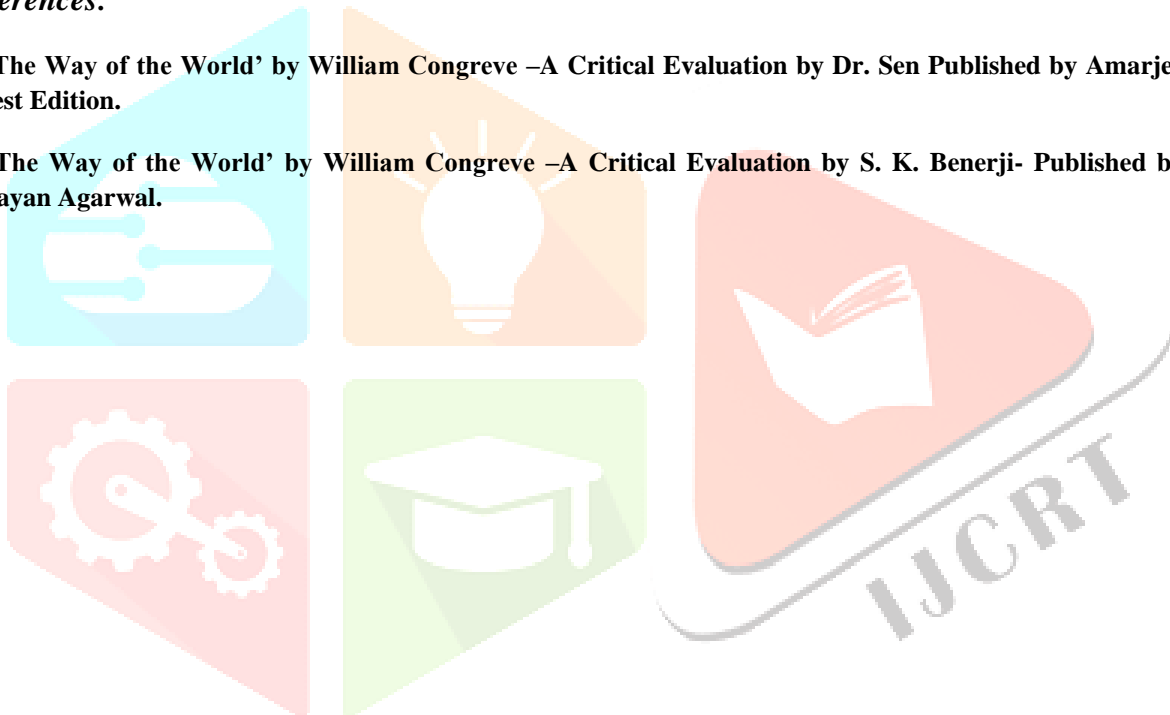 erences:
The Way of the World’ by William Congreve –A Critical Evaluation by Dr. Sen Published by Amarje
est Edition.
The Way of the World’ by William Congreve –A Critical Evaluation by S. K. Benerji- Published b
ayan Agarwal.
IJCRT